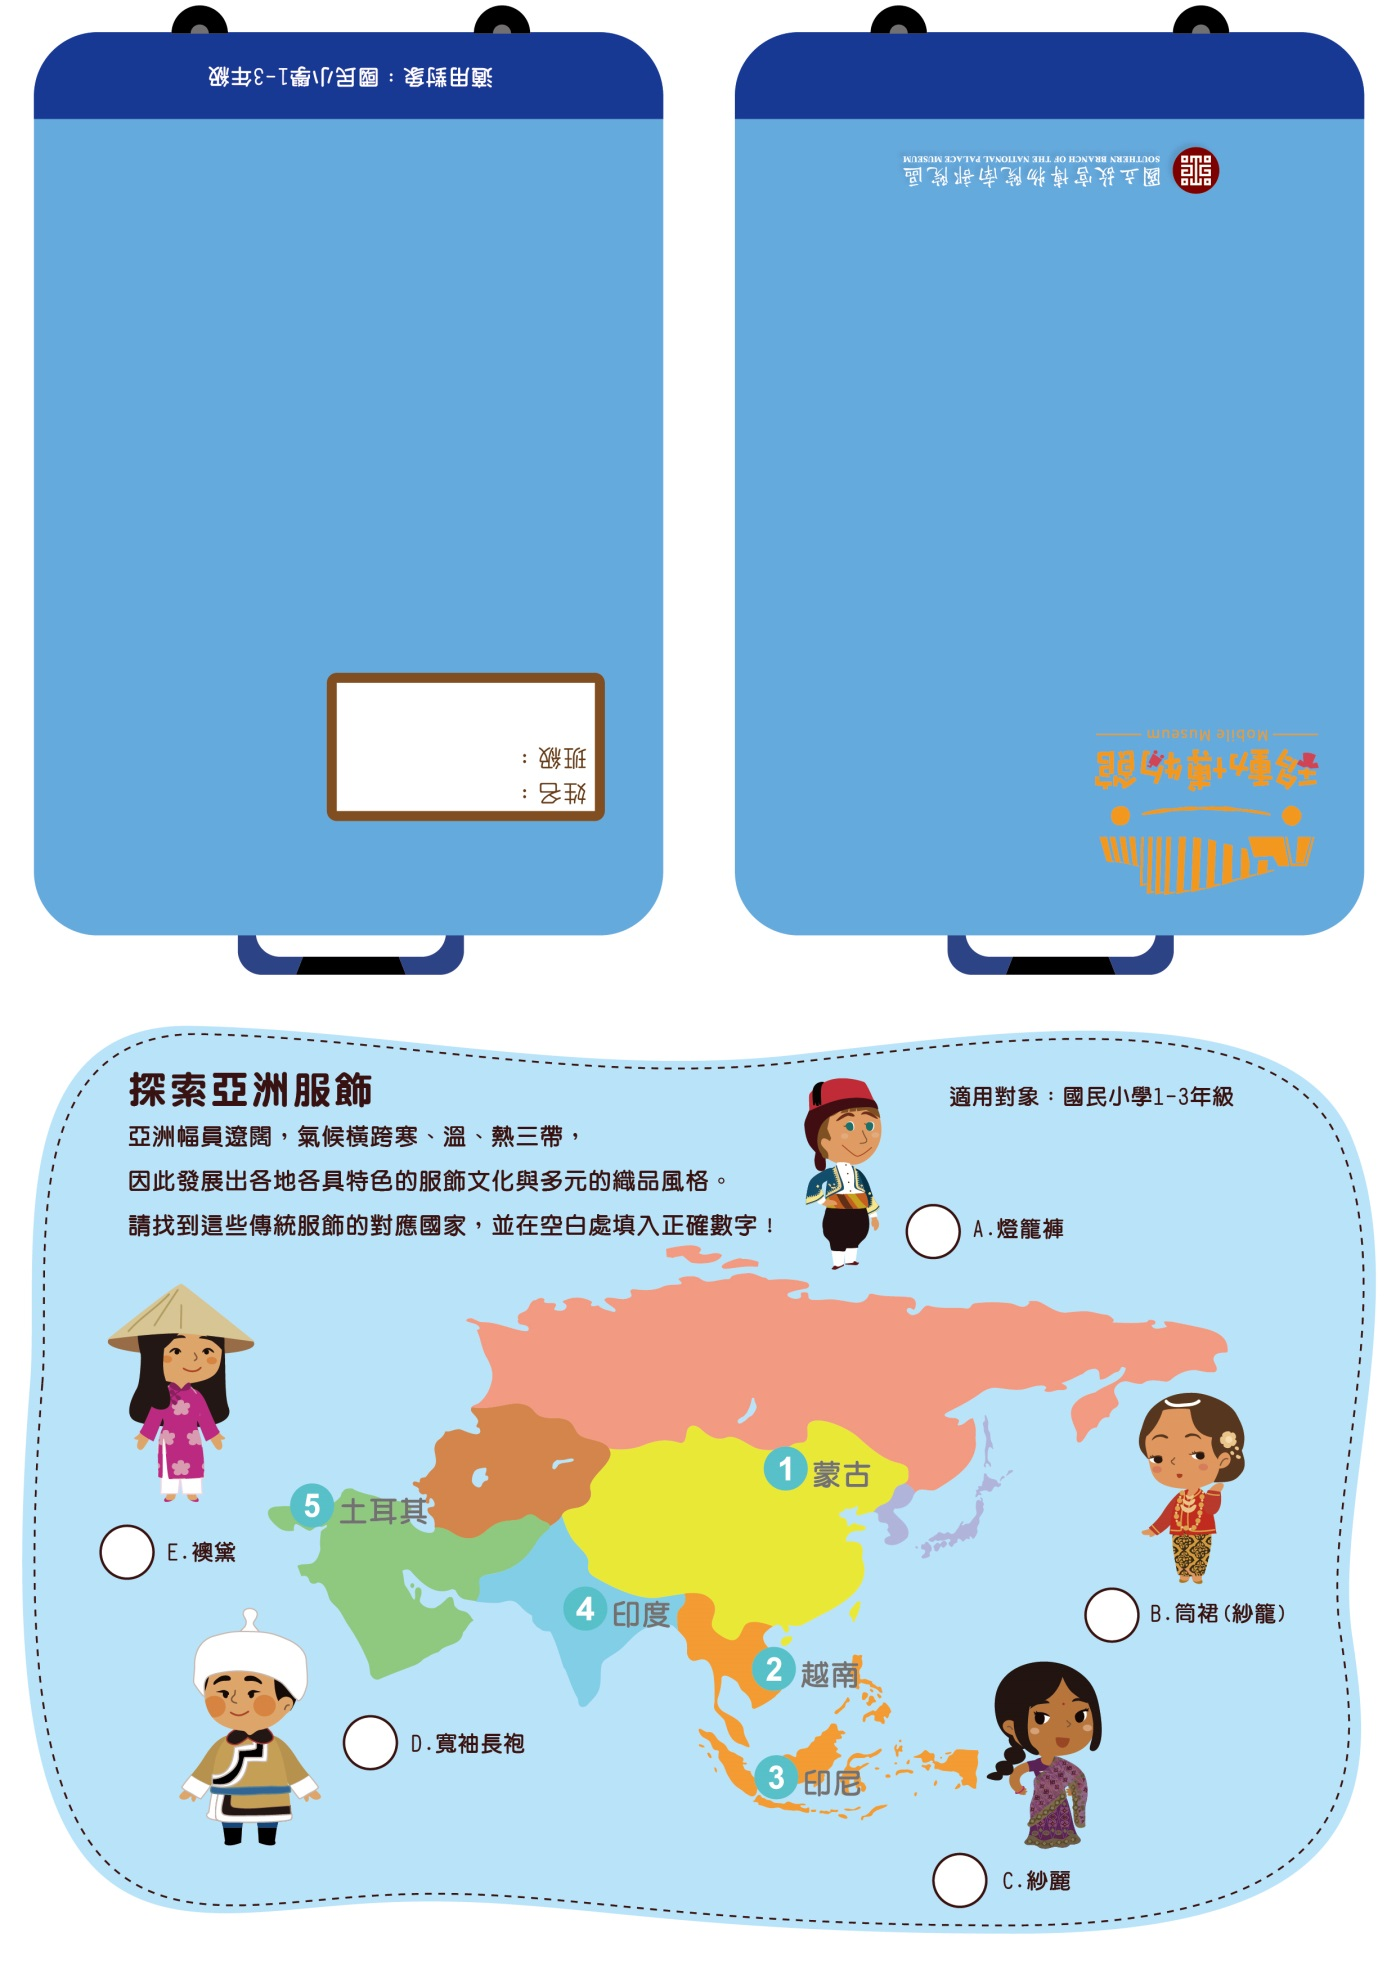 適用對象：國民小學1-3年級
姓名：
班級：
國立故宮博物院南部院區
SOUTHERN BRANCH OF THE NATIONAL PALACE MUSEUM
移動博物館
Mobile Museum
探索亞洲服飾
適用對象：國民小學1-3年級
亞洲幅員遼闊，氣候橫跨寒、溫、熱三帶，
因此發展出各地各具特色的服飾文化與多元的織品風格。
請找到這些傳統服飾的對應國家，並在空白處填入正確數字！
A.燈籠褲
1 蒙古
5 土耳其
E.襖黛
4 印度
B.筒裙(紗籠)
2 越南
D.寬袖長袍
3 印尼
C.紗麗